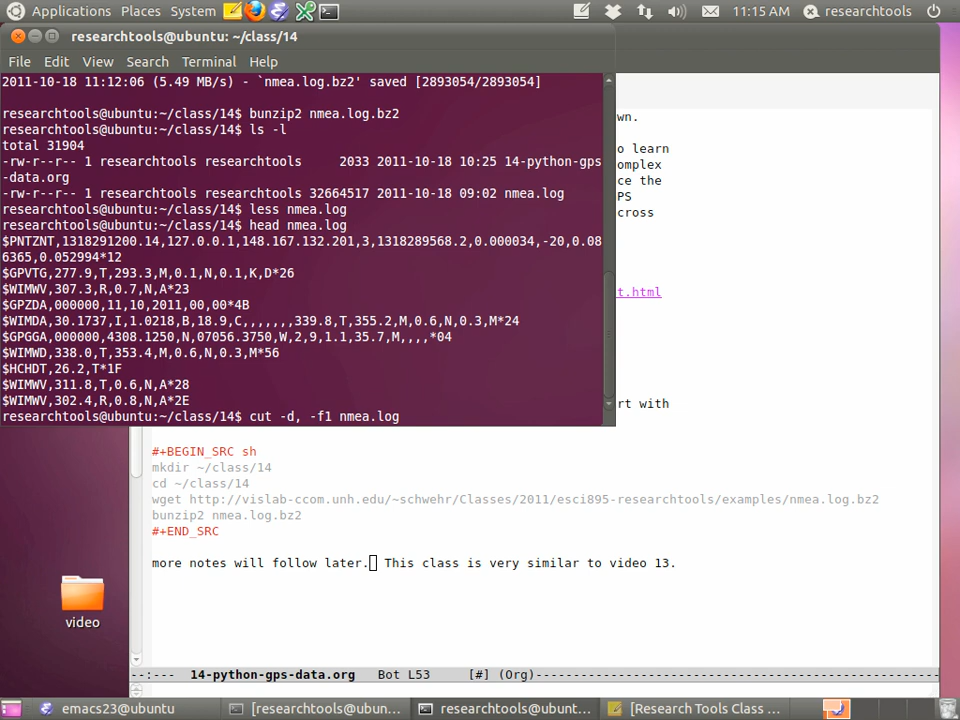 Applications Places System 11:15 AM researchtools
researchtools@ubuntu: ~/class/14
File Edit View Search Terminal Help
2011-10-18 11:12:06 (5.49 MB/s) - `nmea.log.bz2' saved [2893054/2893054]
researchtools@ubuntu:~/class/14$ bunzip2 nmea.log.bz2
researchtools@ubuntu:~/class/14$ ls -l
total 31904
-rw-r--r-- 1 researchtools researchtools     2033 2011-10-18 10:25 14-python-gps
-data.org
-rw-r--r-- 1 researchtools researchtools 32664517 2011-10-18 09:02 nmea.log
researchtools@ubuntu:~/class/14$ less nmea.log
researchtools@ubuntu:~/class/14$ head nmea.log
$PNTZNT,1318291200.14,127.0.0.1,148.167.132.201,3,1318289568.2,0.000034,-20,0.08
6365,0.052994*12
$GPVTG,277.9,T,293.3,M,0.1,N,0.1,K,D*26
$WIMWV,307.3,R,0.7,N,A*23
$GPZDA,000000,11,10,2011,00,00*4B
$WIMDA,30.1737,I,1.0218,B,18.9,C,,,,,,,339.8,T,355.2,M,0.6,N,0.3,M*24
$GPGGA,000000,4308.1250,N,07056.3750,W,2,9,1.1,35.7,M,,,,*04
$WIMWD,338.0,T,353.4,M,0.6,N,0.3,M*56
$HCHDT,26.2,T*1F
$WIMWV,311.8,T,0.6,N,A*28
$WIMWV,302.4,R,0.8,N,A*2E
researchtools@ubuntu:~/class/14$ cut -d, -f1 nmea.log
wn.
o learn
omplex
ce the
PS
cross
t.html
rt with
#+BEGIN_SRC sh
mkdir ~/class/14
cd ~/class/14
wget http://vislab-ccom.unh.edu/~schwehr/Classes/2011/esci895-researchtools/examples/nmea.log.bz2
bunzip2 nmea.log.bz2
#+END_SRC
more notes will follow later. This class is very similar to video 13.
video
--:--- 14-python-gps-data.org Bot L53 [#] (Org)
emacs23@ubuntu [researchtools@ubun... researchtools@ubunt... [Research Tools Class ...